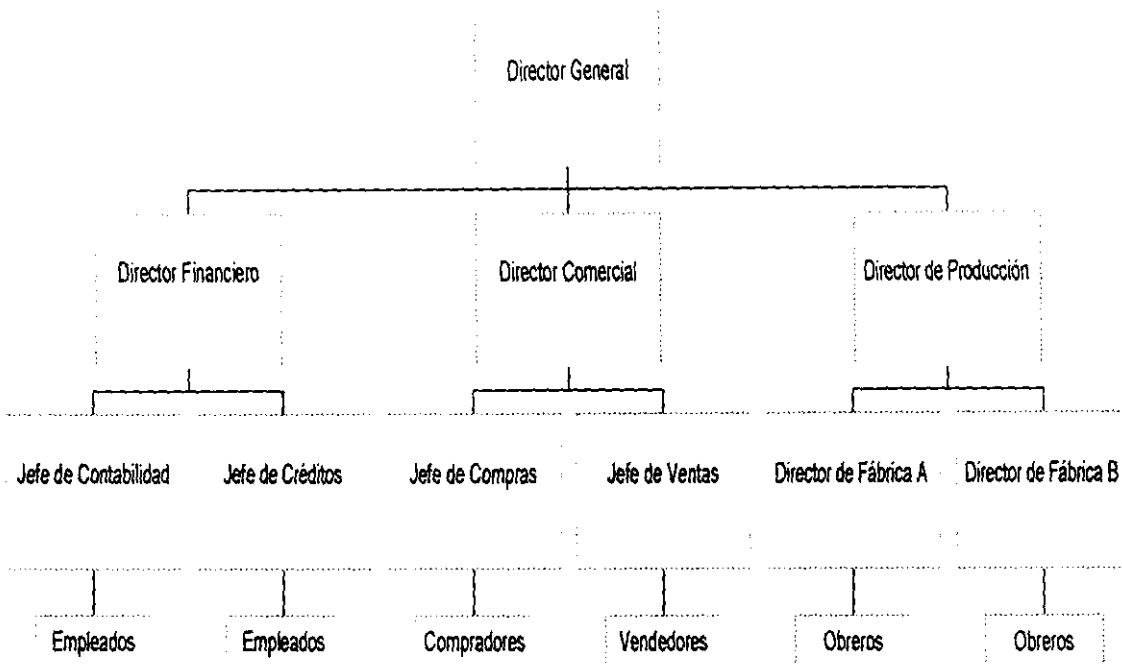 Director General
Director Financiero
Director Comercial
Director de Producción
Jefe de Contabilidad
Jefe de Créditos
Jefe de Compras
Jefe de Ventas
Director de Fábrica A
Director de Fábrica B
Empleados
Empleados
Compradores
Vendedores
Obreros
Obreros